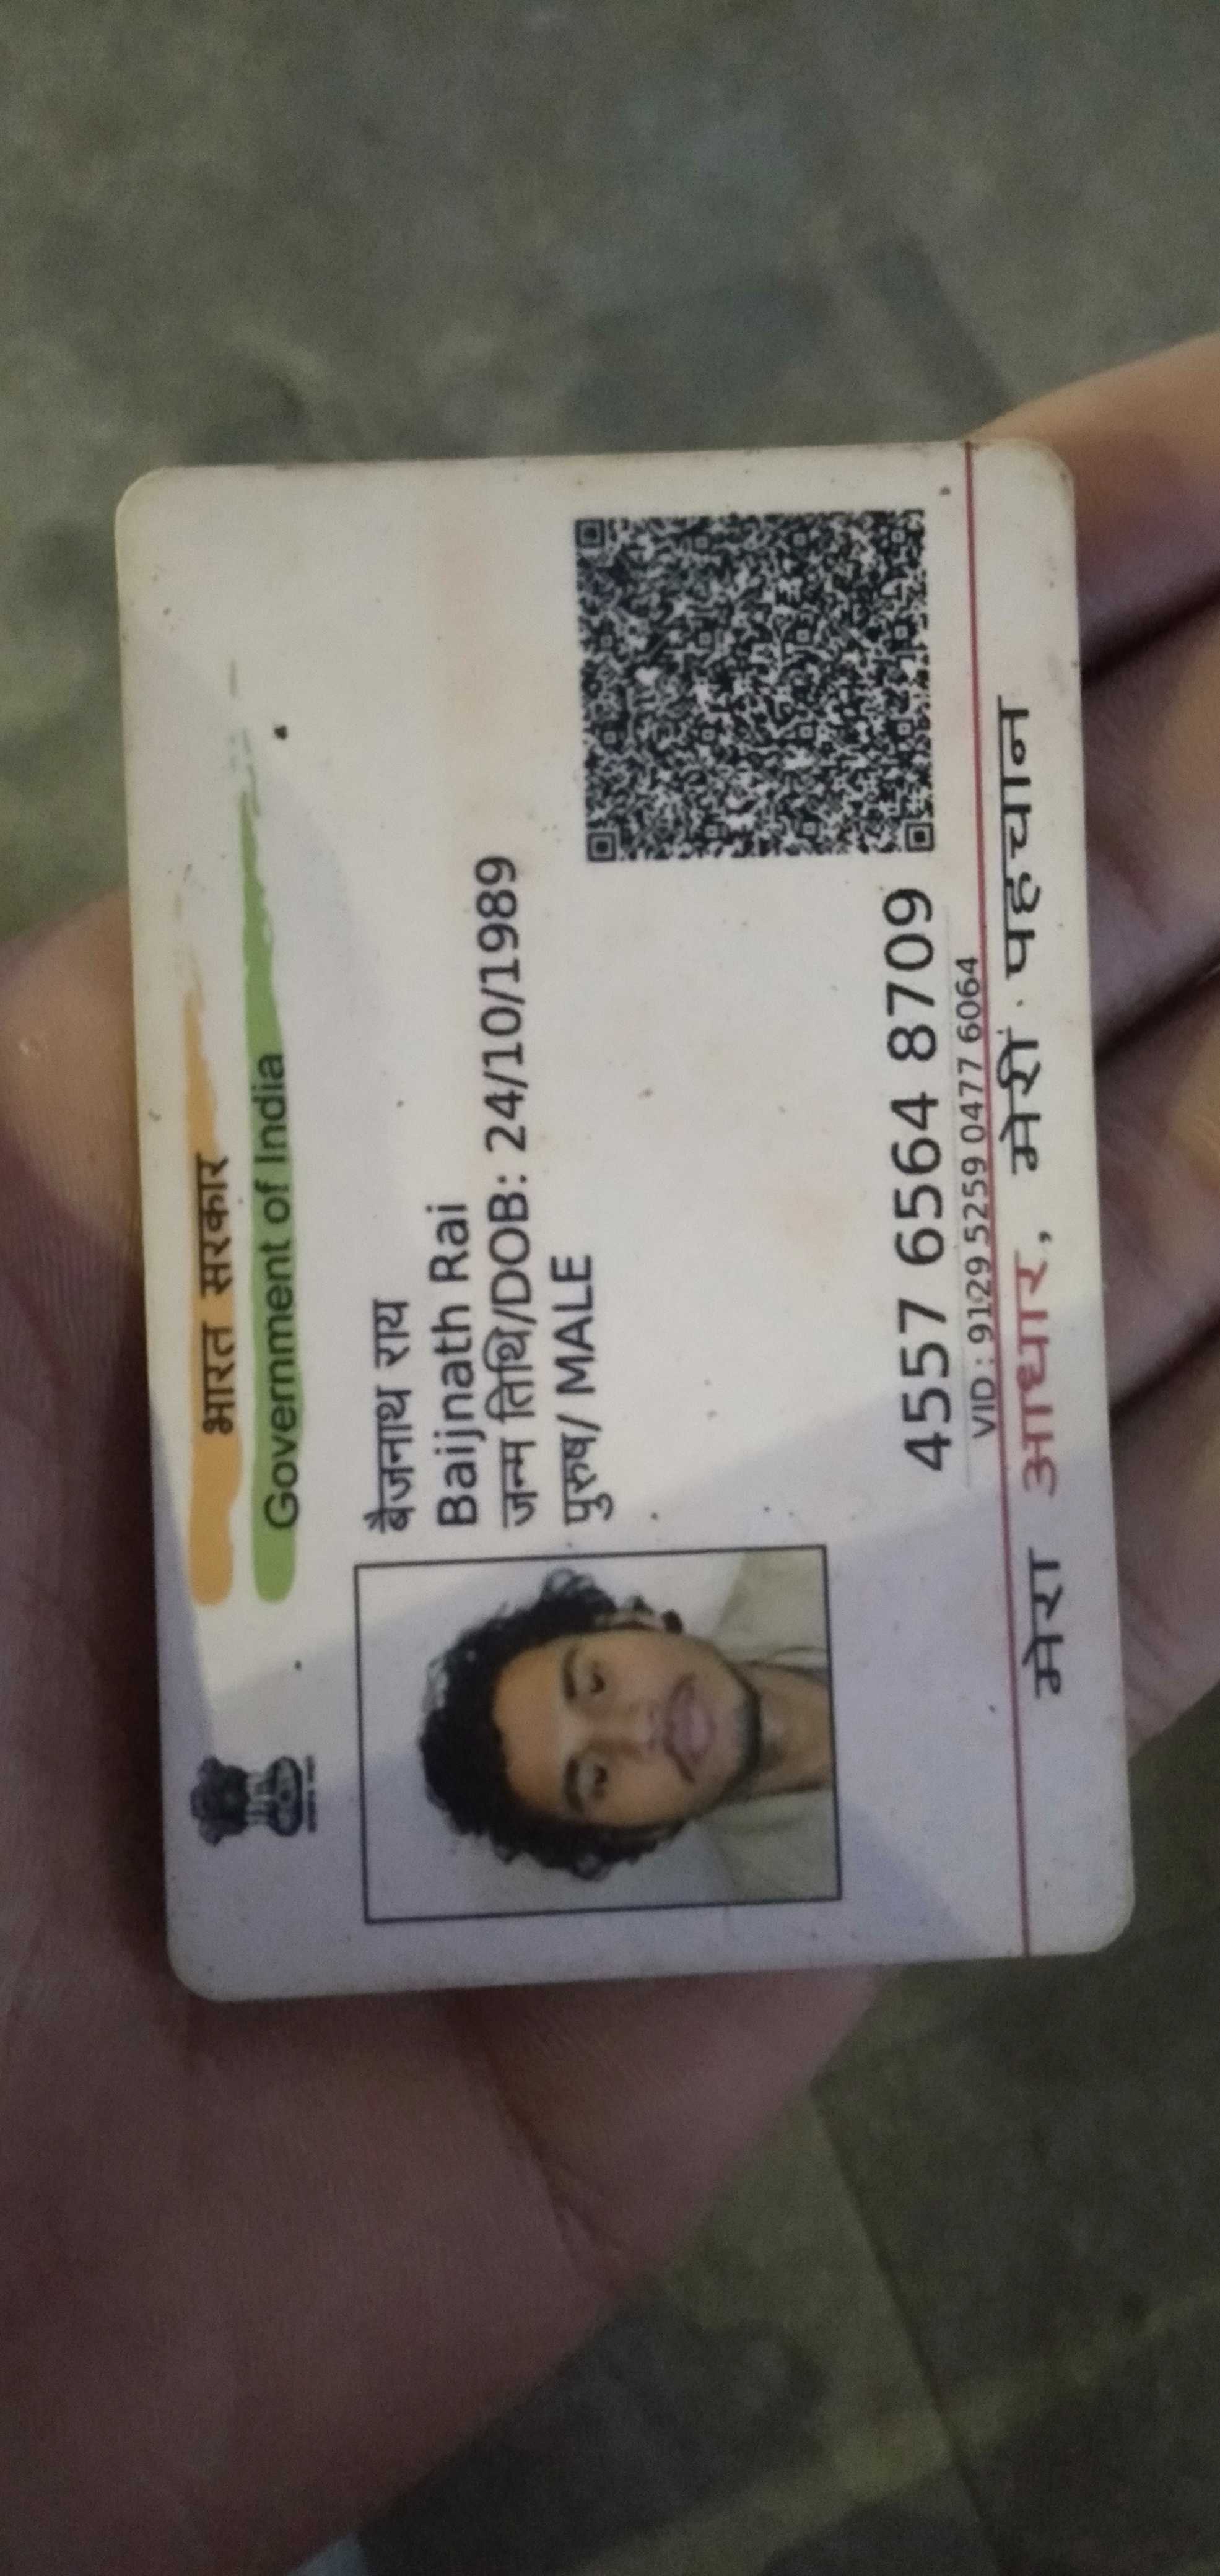 भारत सरकार
Government of India
बैजनाथ राय
Baijnath Rai
जन्म तिथि/DOB: 24/10/1989
पुरुष/ MALE
4557 6564 8709
VID : 9129 5259 0477 6064
मेरा आधार, मेरी पहचान